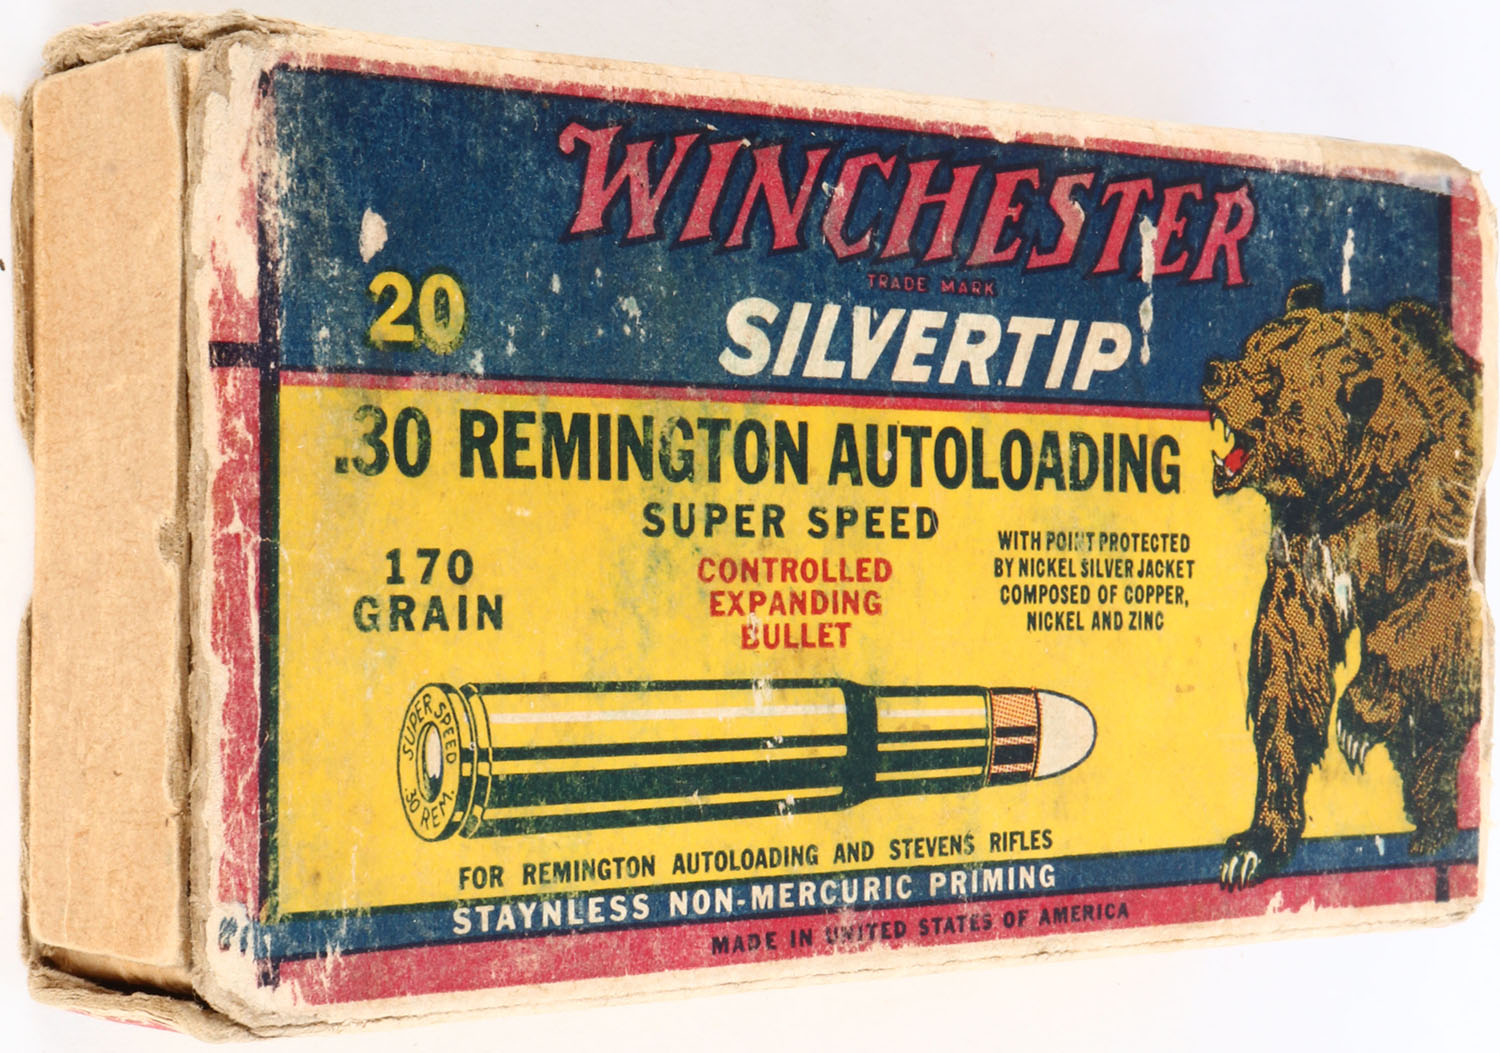 WINCHESTER
TRADE MARK
SILVERTIP
20
.30 REMINGTON AUTOLOADING
SUPER SPEED
170
GRAIN
CONTROLLED
EXPANDING
BULLET
WITH POINT PROTECTED
BY NICKEL SILVER JACKET
COMPOSED OF COPPER,
NICKEL AND ZINC
SUPER SPEED
.30 REM.
FOR REMINGTON AUTOLOADING AND STEVENS RIFLES
STAYNLESS NON-MERCURIC PRIMING
MADE IN UNITED STATES OF AMERICA